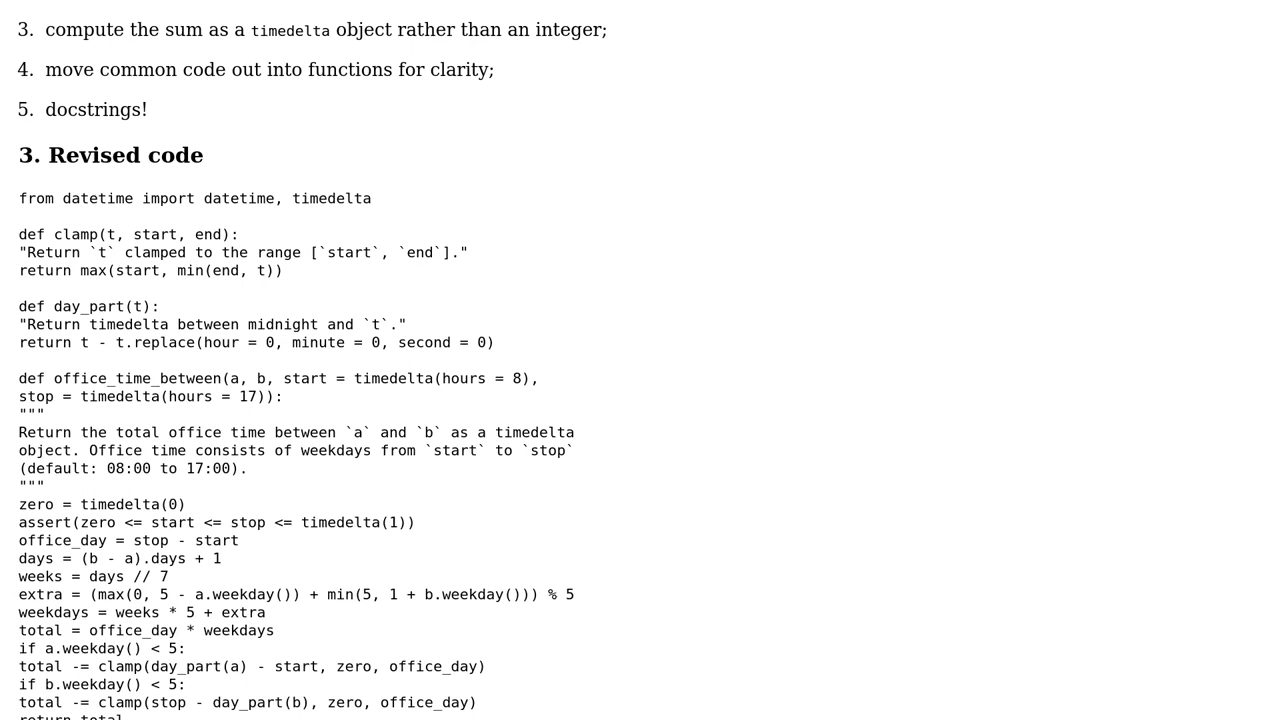 3. compute the sum as a timedelta object rather than an integer;
4. move common code out into functions for clarity;
5. docstrings!
3. Revised code
from datetime import datetime, timedelta
def clamp(t, start, end):
"Return `t` clamped to the range [`start`, `end`]."
return max(start, min(end, t))
def day_part(t):
"Return timedelta between midnight and `t`."
return t - t.replace(hour = 0, minute = 0, second = 0)
def office_time_between(a, b, start = timedelta(hours = 8),
stop = timedelta(hours = 17)):
"""
Return the total office time between `a` and `b` as a timedelta
object. Office time consists of weekdays from `start` to `stop`
(default: 08:00 to 17:00).
"""
zero = timedelta(0)
assert(zero <= start <= stop <= timedelta(1))
office_day = stop - start
days = (b - a).days + 1
weeks = days // 7
extra = (max(0, 5 - a.weekday()) + min(5, 1 + b.weekday())) % 5
weekdays = weeks * 5 + extra
total = office_day * weekdays
if a.weekday() < 5:
total -= clamp(day_part(a) - start, zero, office_day)
if b.weekday() < 5:
total -= clamp(stop - day_part(b), zero, office_day)
return total